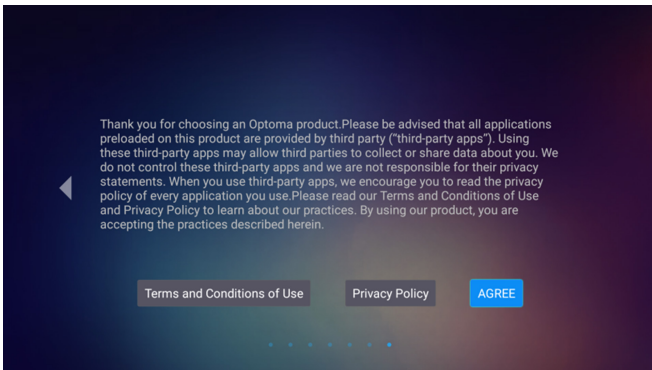 Thank you for choosing an Optoma product.Please be advised that all applications
preloaded on this product are provided by third party ("third-party apps"). Using
these third-party apps may allow third parties to collect or share data about you. We
do not control these third-party apps and we are not responsible for their privacy
statements. When you use third-party apps, we encourage you to read the privacy
policy of every application you use.Please read our Terms and Conditions of Use
and Privacy Policy to learn about our practices. By using our product, you are
accepting the practices described herein.
Terms and Conditions of Use
Privacy Policy
AGREE